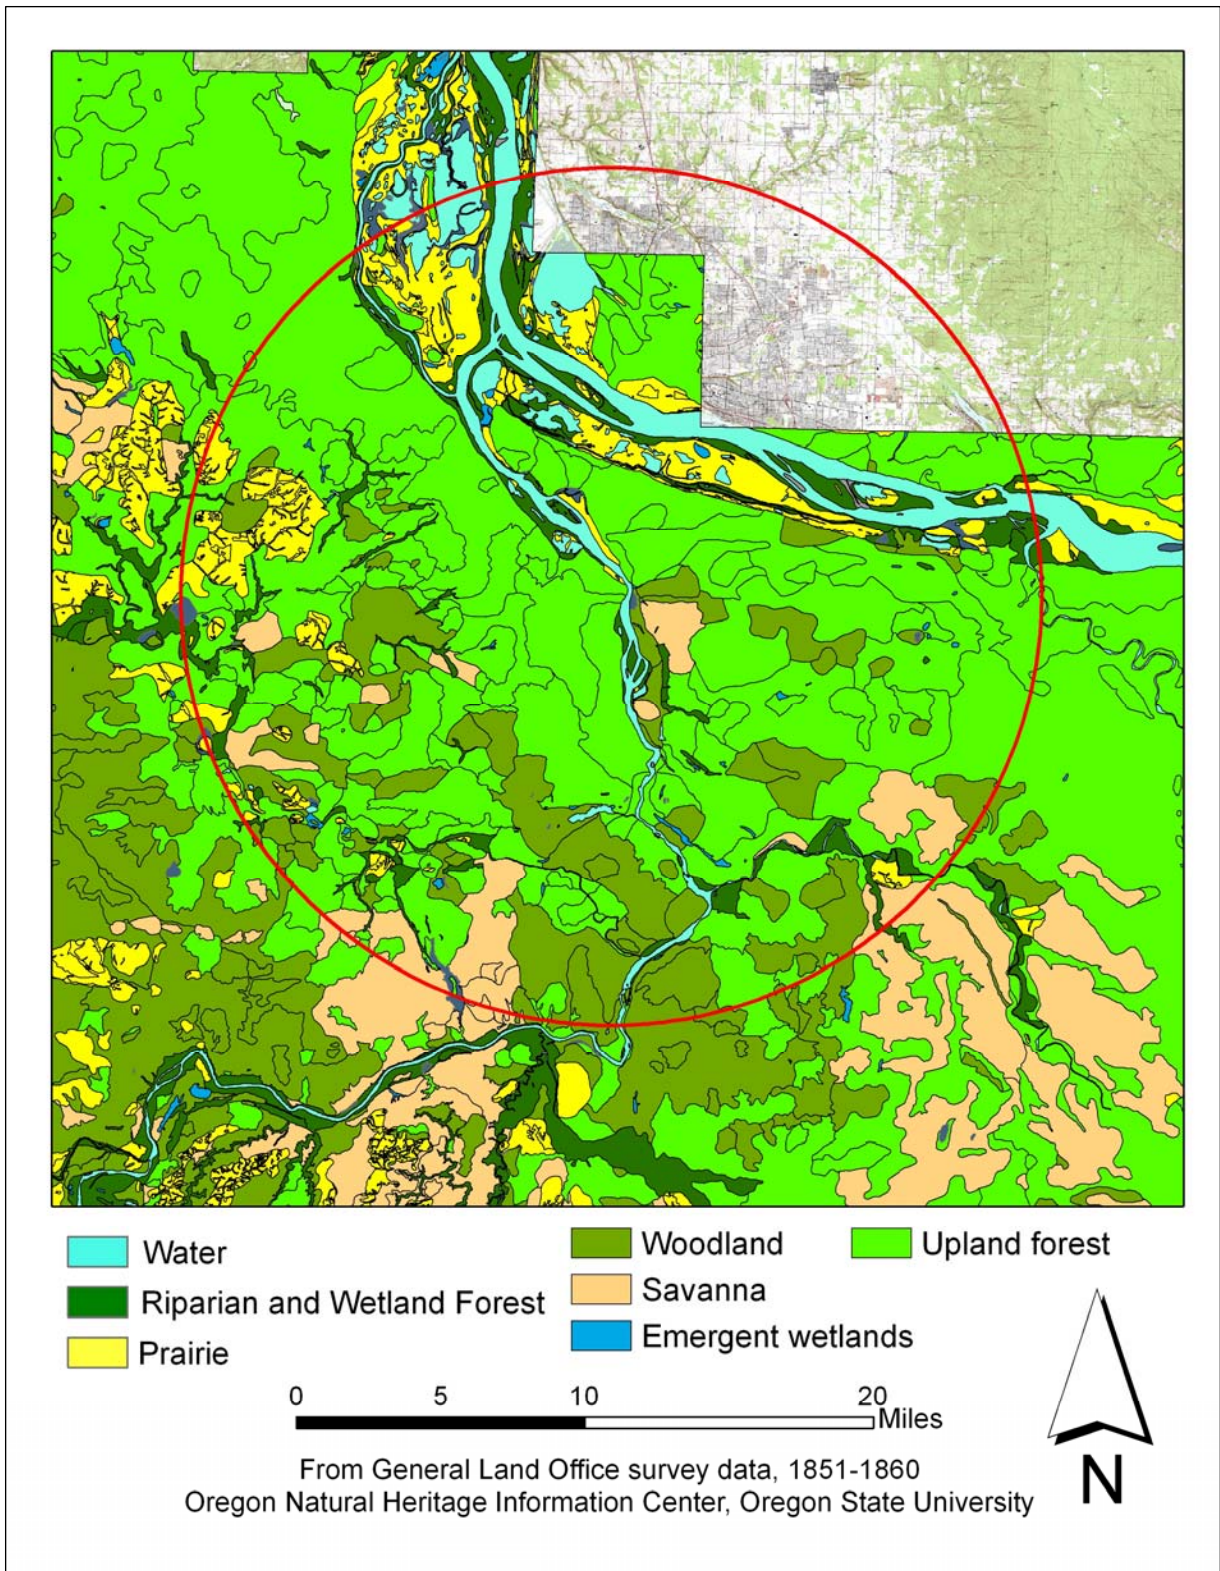 Water
Riparian and Wetland Forest
Prairie
Woodland
Savanna
Emergent wetlands
Upland forest
0 5 10 20
Miles
From General Land Office survey data, 1851-1860
Oregon Natural Heritage Information Center, Oregon State University
N